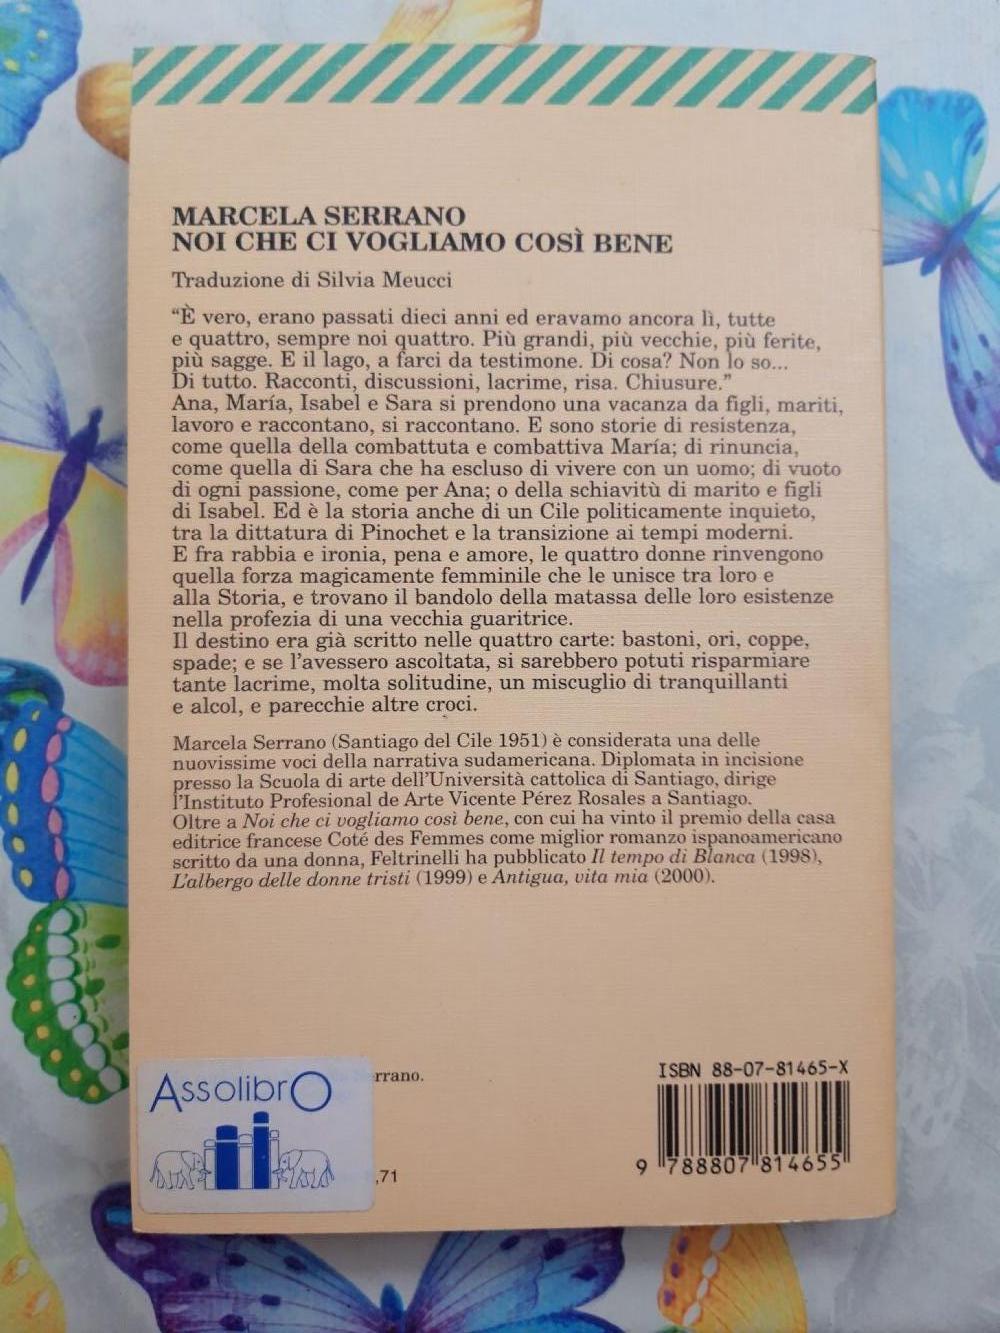 MARCELA SERRANO
NOI CHE CI VOGLIAMO COSÌ BENE
Traduzione di Silvia Meucci
“È vero, erano passati dieci anni ed eravamo ancora lì, tutte
e quattro, sempre noi quattro. Più grandi, più vecchie, più ferite,
più sagge. E il lago, a farci da testimone. Di cosa? Non lo so...
Di tutto. Racconti, discussioni, lacrime, risa. Chiusure.”
Ana, María, Isabel e Sara si prendono una vacanza da figli, mariti,
lavoro e raccontano, si raccontano. E sono storie di resistenza,
come quella della combattuta e combattiva María; di rinuncia,
come quella di Sara che ha escluso di vivere con un uomo; di vuoto
di ogni passione, come per Ana; o della schiavitù di marito e figli
di Isabel. Ed è la storia anche di un Cile politicamente inquieto,
tra la dittatura di Pinochet e la transizione ai tempi moderni.
E fra rabbia e ironia, pena e amore, le quattro donne rinvengono
quella forza magicamente femminile che le unisce tra loro e
alla Storia, e trovano il bandolo della matassa delle loro esistenze
nella profezia di una vecchia guaritrice.
Il destino era già scritto nelle quattro carte: bastoni, ori, coppe,
spade; e se l’avessero ascoltata, si sarebbero potuti risparmiare
tante lacrime, molta solitudine, un miscuglio di tranquillanti
e alcol, e parecchie altre croci.
Marcela Serrano (Santiago del Cile 1951) è considerata una delle
nuovissime voci della narrativa sudamericana. Diplomata in incisione
presso la Scuola di arte dell’Università cattolica di Santiago, dirige
l’Instituto Profesional de Arte Vicente Pérez Rosales a Santiago.
Oltre a Noi che ci vogliamo così bene, con cui ha vinto il premio della casa
editrice francese Coté des Femmes come miglior romanzo ispanoamericano
scritto da una donna, Feltrinelli ha pubblicato Il tempo di Blanca (1998),
L’albergo delle donne tristi (1999) e Antigua, vita mia (2000).
Serrano.
ASSOLIBRO
,71
ISBN 88-07-81465-X
9 788807 814655